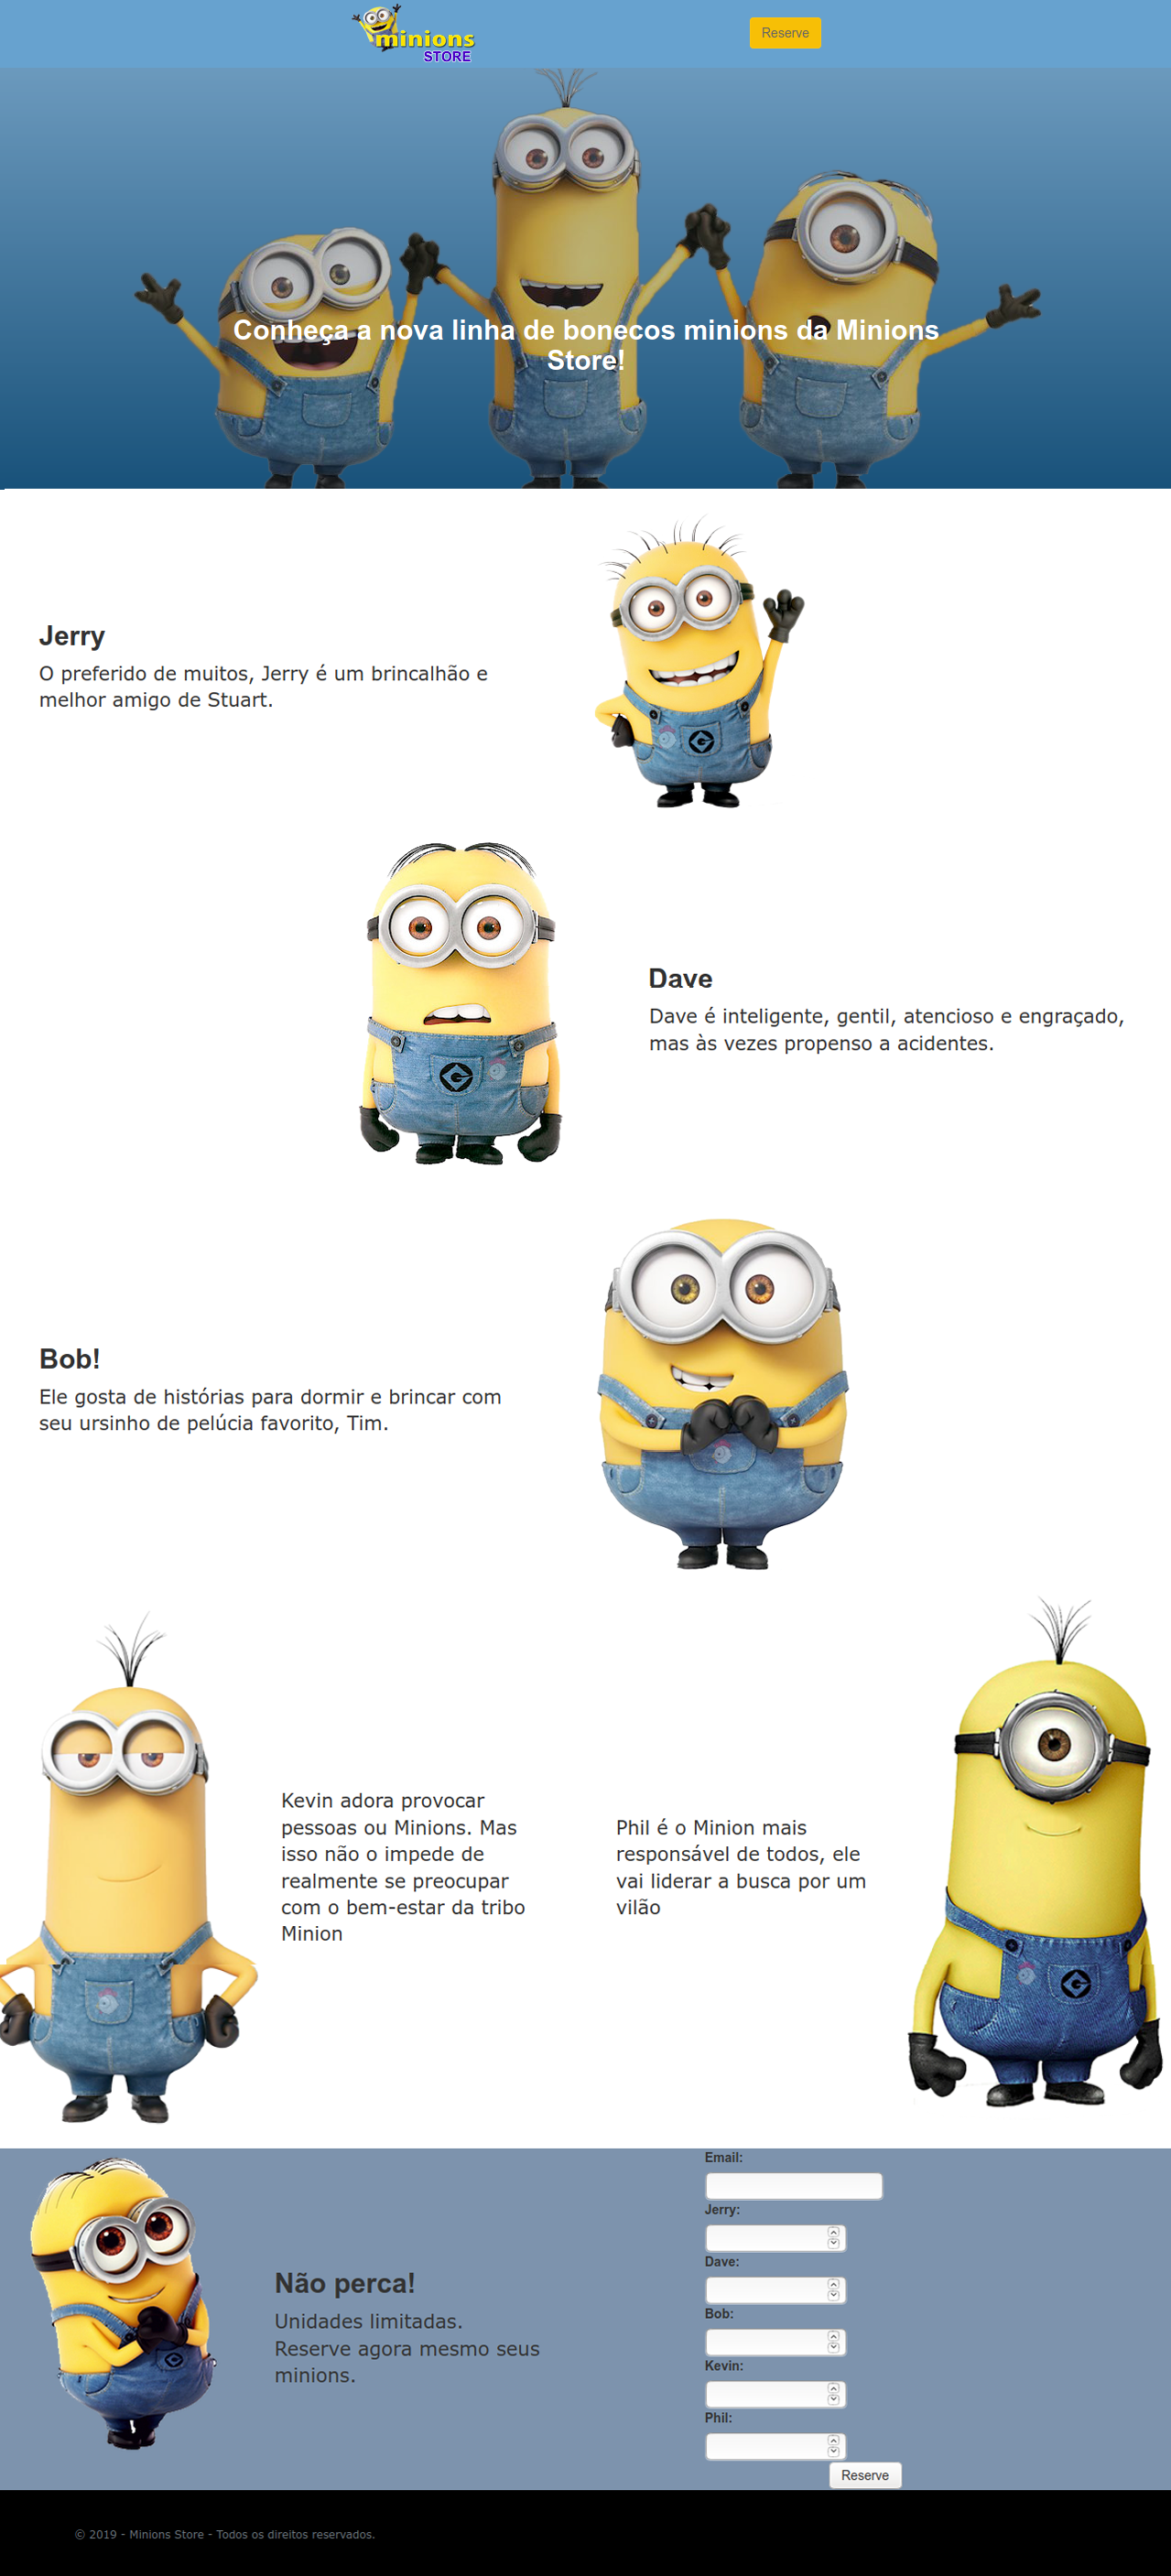 minions
STORE
Reserve
Conheça a nova linha de bonecos minions da Minions
Store!
Jerry
O preferido de muitos, Jerry é um brincalhão e
melhor amigo de Stuart.
Dave
Dave é inteligente, gentil, atencioso e engraçado,
mas às vezes propenso a acidentes.
Bob!
Ele gosta de histórias para dormir e brincar com
seu ursinho de pelúcia favorito, Tim.
Kevin adora provocar
pessoas ou Minions. Mas
isso não o impede de
realmente se preocupar
com o bem-estar da tribo
Minion
Phil é o Minion mais
responsável de todos, ele
vai liderar a busca por um
vilão
Não perca!
Unidades limitadas.
Reserve agora mesmo seus
minions.
Email:
Jerry:
Dave:
Bob:
Kevin:
Phil:
Reserve
© 2019 - Minions Store - Todos os direitos reservados.